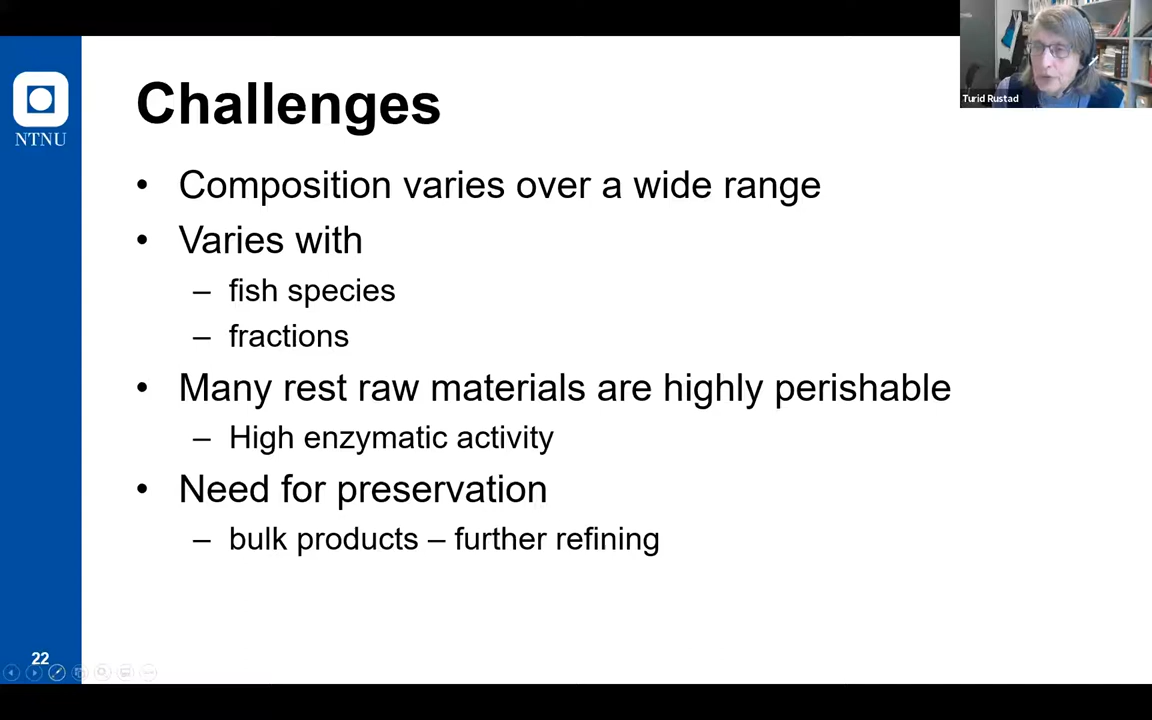 Challenges
• Composition varies over a wide range
• Varies with
– fish species
– fractions
• Many rest raw materials are highly perishable
– High enzymatic activity
• Need for preservation
– bulk products – further refining
NTNU
22
Turid Rustad